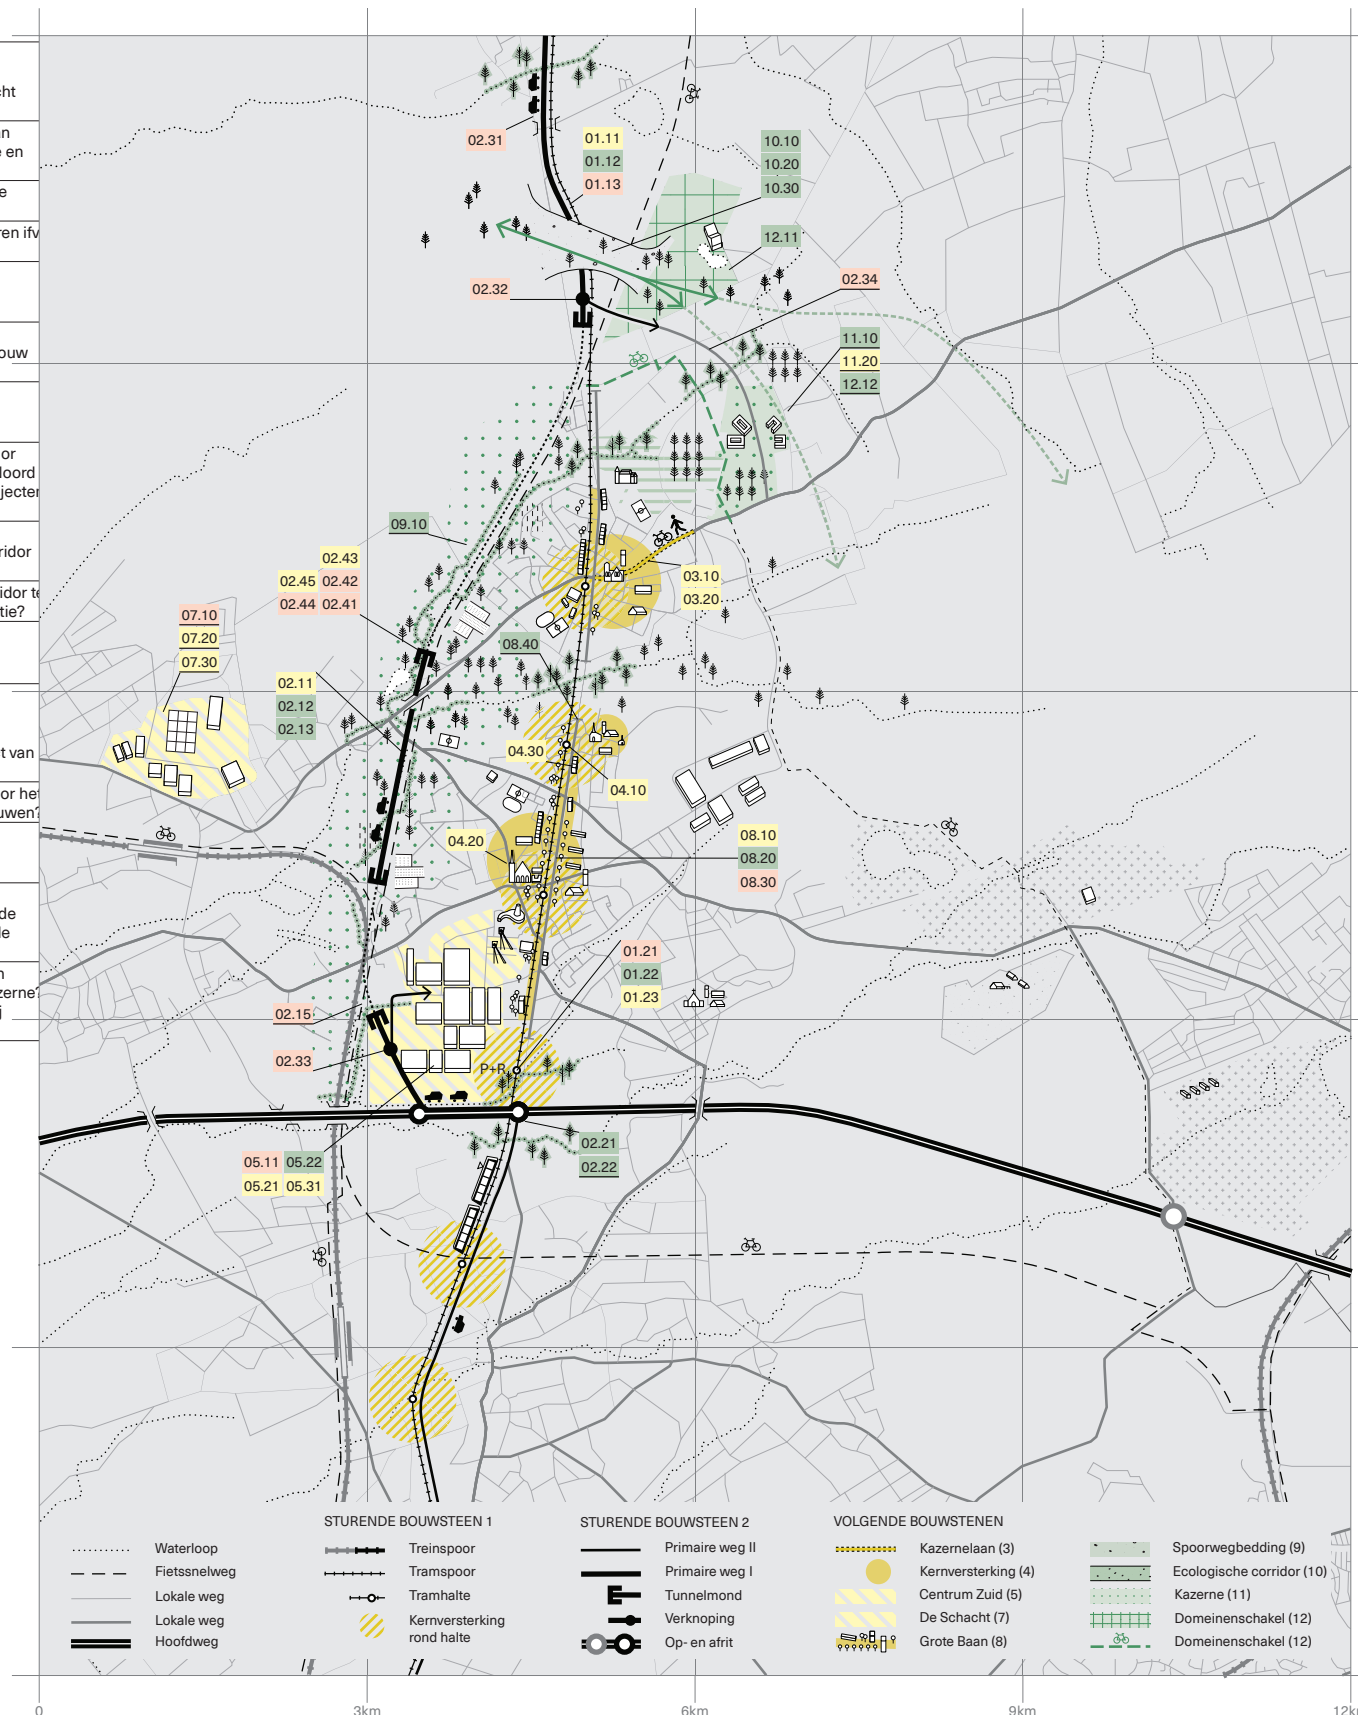 cht
an
e en
e
ren ifv
ouw
or
loord
jecter
ridor
idor te
tie?
t van
or het
uwen?
de
le
n
zerne?
j
02.31
01.11
01.12
01.13
10.10
10.20
10.30
12.11
02.34
02.32
11.10
11.20
12.12
09.10
02.43
02.45 02.42
02.44 02.41
03.10
03.20
07.10
07.20
07.30
08.40
02.11
02.12
02.13
04.30
04.10
04.20
08.10
08.20
08.30
01.21
01.22
01.23
02.15
02.33
P+R
02.21
02.22
05.11 05.22
05.21 05.31
Waterloop
Fietssnelweg
Lokale weg
Lokale weg
Hoofdweg
STURENDE BOUWSTEEN 1
Treinspoor
Tramspoor
Tramhalte
Kernversterking
rond halte
STURENDE BOUWSTEEN 2
Primaire weg II
Primaire weg I
Tunnelmond
Verknoping
Op- en afrit
VOLGENDE BOUWSTENEN
Kazernelaan (3)
Kernversterking (4)
Centrum Zuid (5)
De Schacht (7)
Grote Baan (8)
Spoorwegbedding (9)
Ecologische corridor (10)
Kazerne (11)
Domeinenschakel (12)
Domeinenschakel (12)
0 3km 6km 9km 12k